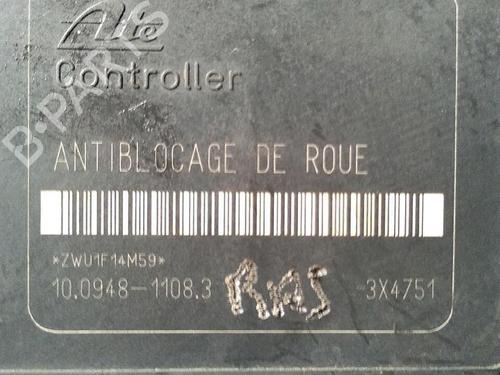 Ate
Controller
ANTIBLOCAGE DE ROUE
*ZWU1F14M59*
10.0948-1108.3 RAS 3X4751
B-PARTS